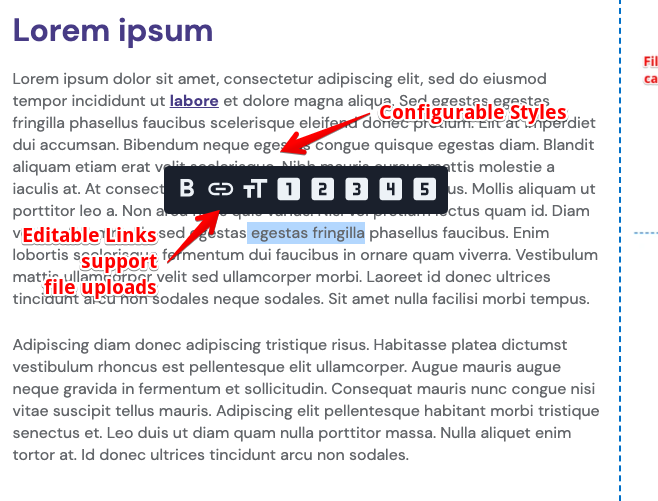 Lorem ipsum
Lorem ipsum dolor sit amet, consectetur adipiscing elit, sed do eiusmod
tempor incididunt ut labore et dolore magna aliqua. Sed egestas egestas
Configurable Styles
fringilla phasellus faucibus scelerisque eleifend donec pretium. Elit at imperdiet
dui accumsan. Bibendum neque egestas congue quisque egestas diam. Blandit
aliquam etiam erat velit scelerisque. Nibh mauris cursus mattis molestie a
iaculis at. At Mollis aliquam ut
B TT 1 2 3 4 5
porttitor leo a. Non lectus quam id. Diam
sed egestas egestas fringilla phasellus faucibus. Enim
Editable Links
support
file uploads
lobortis scelerisque fermentum dui faucibus in ornare quam viverra. Vestibulum
mattis ullamcorper velit sed ullamcorper morbi. Laoreet id donec ultrices
tincidunt arcu non sodales neque sodales. Sit amet nulla facilisi morbi tempus.
Adipiscing diam donec adipiscing tristique risus. Habitasse platea dictumst
vestibulum rhoncus est pellentesque elit ullamcorper. Augue mauris augue
neque gravida in fermentum et sollicitudin. Consequat mauris nunc congue nisi
vitae suscipit tellus mauris. Adipiscing elit pellentesque habitant morbi tristique
senectus et. Leo duis ut diam quam nulla porttitor massa. Nulla aliquet enim
tortor at. Id donec ultrices tincidunt arcu non sodales.